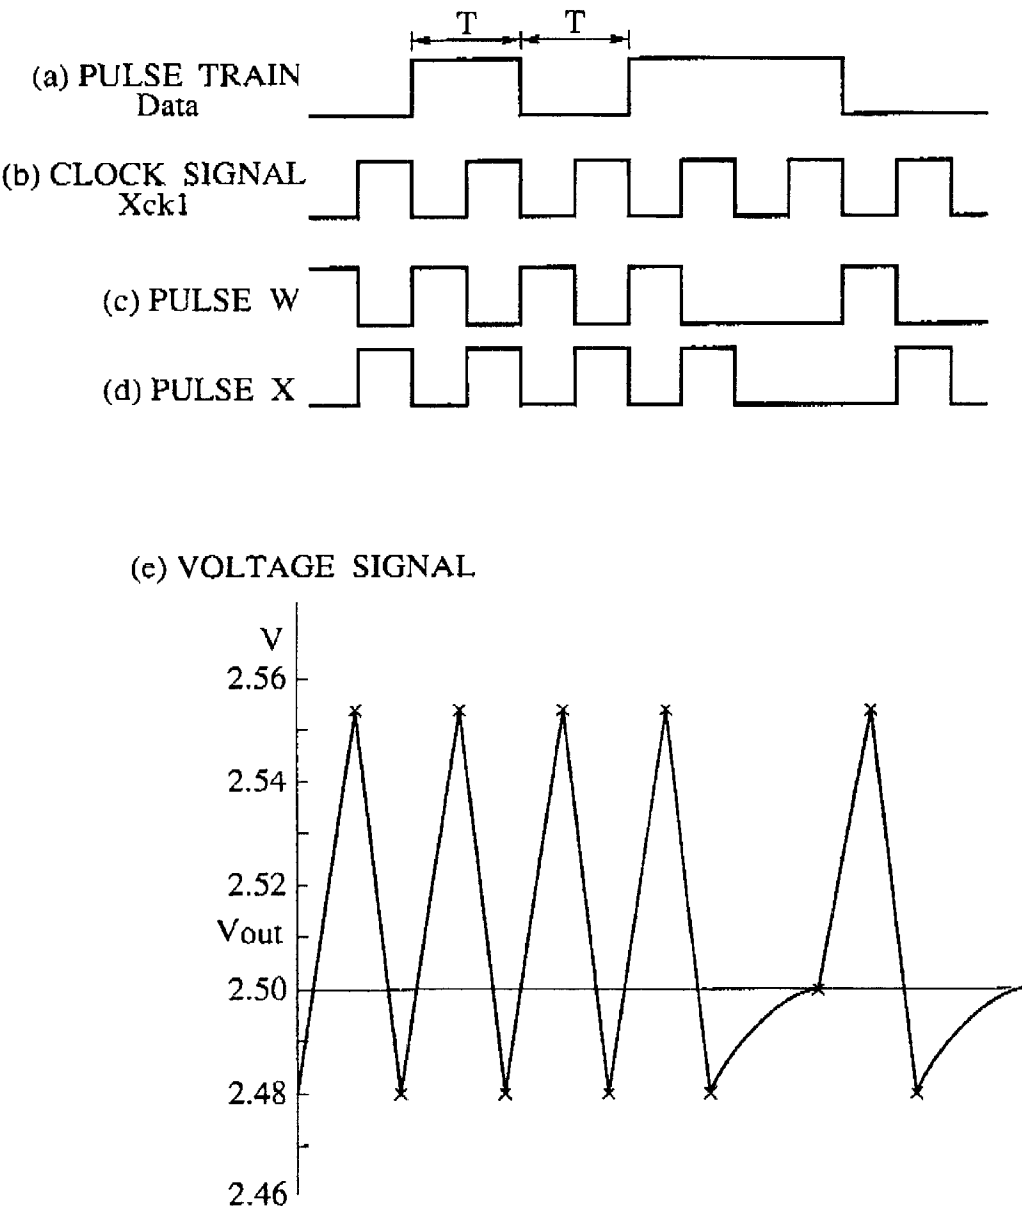 T T
(a) PULSE TRAIN
Data
(b) CLOCK SIGNAL
Xck1
(c) PULSE W
(d) PULSE X
(e) VOLTAGE SIGNAL
V
2.56
2.54
2.52
Vout
2.50
2.48
2.46